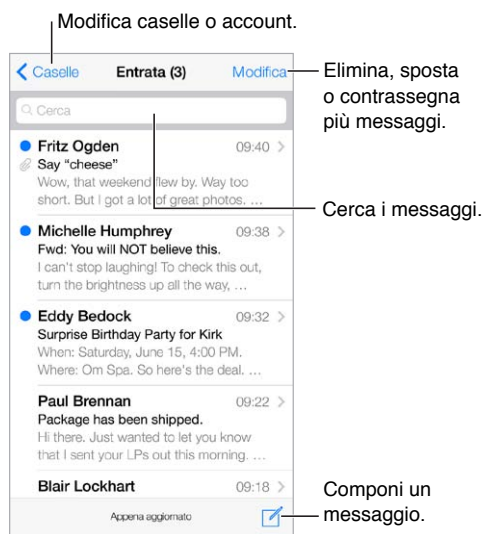 Modifica caselle o account.
Caselle Entrata (3) Modifica
Elimina, sposta
o contrassegna
più messaggi.
Cerca
Fritz Ogden 09:40
Say “cheese”
Wow, that weekend flew by. Way too
short. But I got a lot of great photos. …
Cerca i messaggi.
Michelle Humphrey 09:38
Fwd: You will NOT believe this.
I can't stop laughing! To check this out,
turn the brightness up all the way, …
Eddy Bedock 09:32
Surprise Birthday Party for Kirk
When: Saturday, June 15, 4:00 PM.
Where: Om Spa. So here's the deal. …
Paul Brennan 09:22
Package has been shipped.
Hi there. Just wanted to let you know
that I sent your LPs out this morning. …
Blair Lockhart 09:18
Appena aggiornato
Componi un
messaggio.